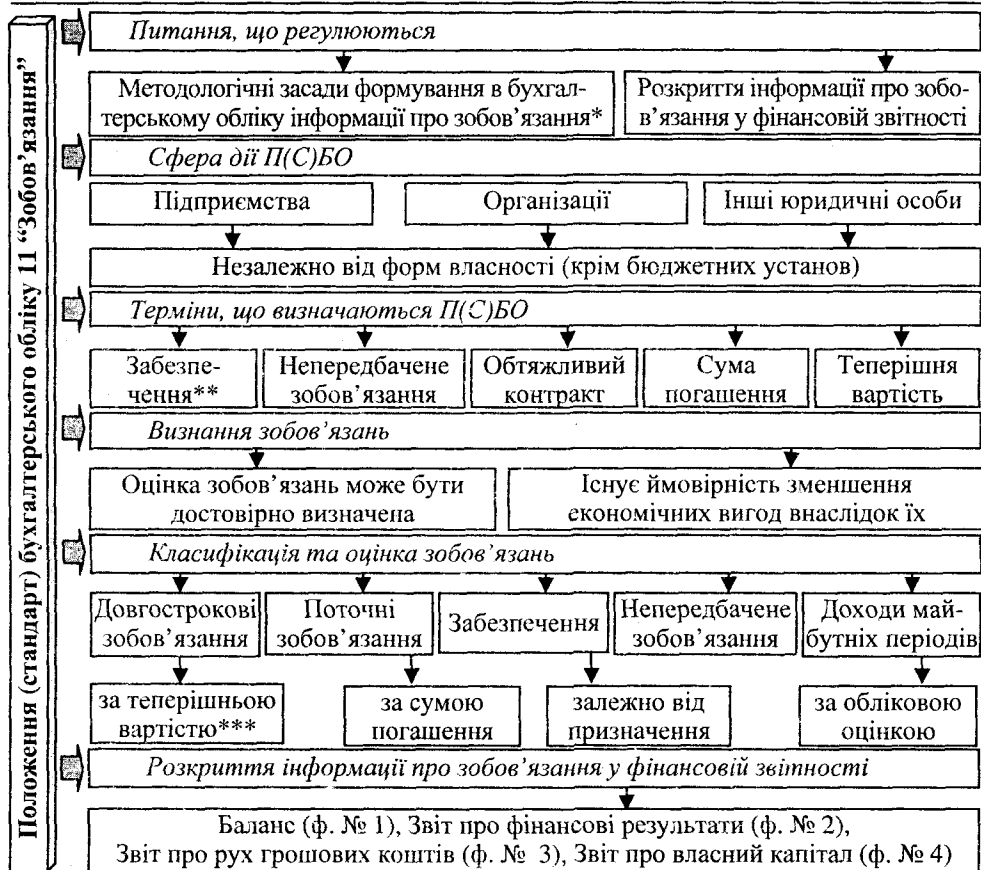 Положення (стандарт) бухгалтерського обліку 11 “Зобов’язання”
Питання, що регулюються
Методологічні засади формування в бухгал-
терському обліку інформації про зобов’язання*
Розкриття інформації про зобо-
в’язання у фінансовій звітності
Сфера дії П(С)БО
Підприємства
Організації
Інші юридичні особи
Незалежно від форм власності (крім бюджетних установ)
Терміни, що визначаються П(С)БО
Забезпе-
чення**
Непередбачене
зобов’язання
Обтяжливий
контракт
Сума
погашення
Теперішня
вартість
Визнання зобов’язань
Оцінка зобов’язань може бути
достовірно визначена
Існує ймовірність зменшення
економічних вигод внаслідок їх
Класифікація та оцінка зобов’язань
Довгострокові
зобов’язання
Поточні
зобов’язання
Забезпечення
Непередбачене
зобов’язання
Доходи май-
бутніх періодів
за теперішньою
вартістю***
за сумою
погашення
залежно від
призначення
за обліковою
оцінкою
Розкриття інформації про зобов’язання у фінансовій звітності
Баланс (ф. № 1), Звіт про фінансові результати (ф. № 2),
Звіт про рух грошових коштів (ф. № 3), Звіт про власний капітал (ф. № 4)